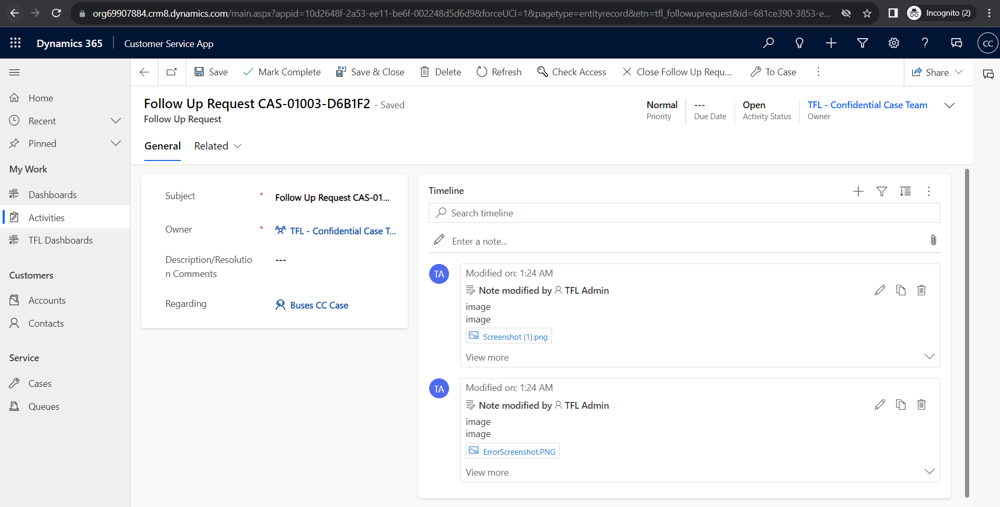 org69907884.crm8.dynamics.com/main.aspx?appid=10d2648f-2a53-ee11-be6f-002248d5d6d9&forceUCI=1&pagetype=entityrecord&etn=tfl_followuprequest&id=681ce390-3853-e...
Incognito (2)
Dynamics 365
Customer Service App
CC
Save
Mark Complete
Save & Close
Delete
Refresh
Check Access
Close Follow Up Requ...
To Case
Share
Home
Recent
Pinned
My Work
Dashboards
Activities
TFL Dashboards
Customers
Accounts
Contacts
Service
Cases
Queues
Follow Up Request CAS-01003-D6B1F2 - Saved
Follow Up Request
Normal
Priority
---
Due Date
Open
Activity Status
TFL - Confidential Case Team
Owner
General
Related
Subject
*
Follow Up Request CAS-01...
Owner
*
TFL - Confidential Case T...
Description/Resolutio
n Comments
---
Regarding
Buses CC Case
Timeline
Search timeline
Enter a note...
TA
Modified on: 1:24 AM
Note modified by TFL Admin
image
image
Screenshot (1).png
View more
TA
Modified on: 1:24 AM
Note modified by TFL Admin
image
image
ErrorScreenshot.PNG
View more